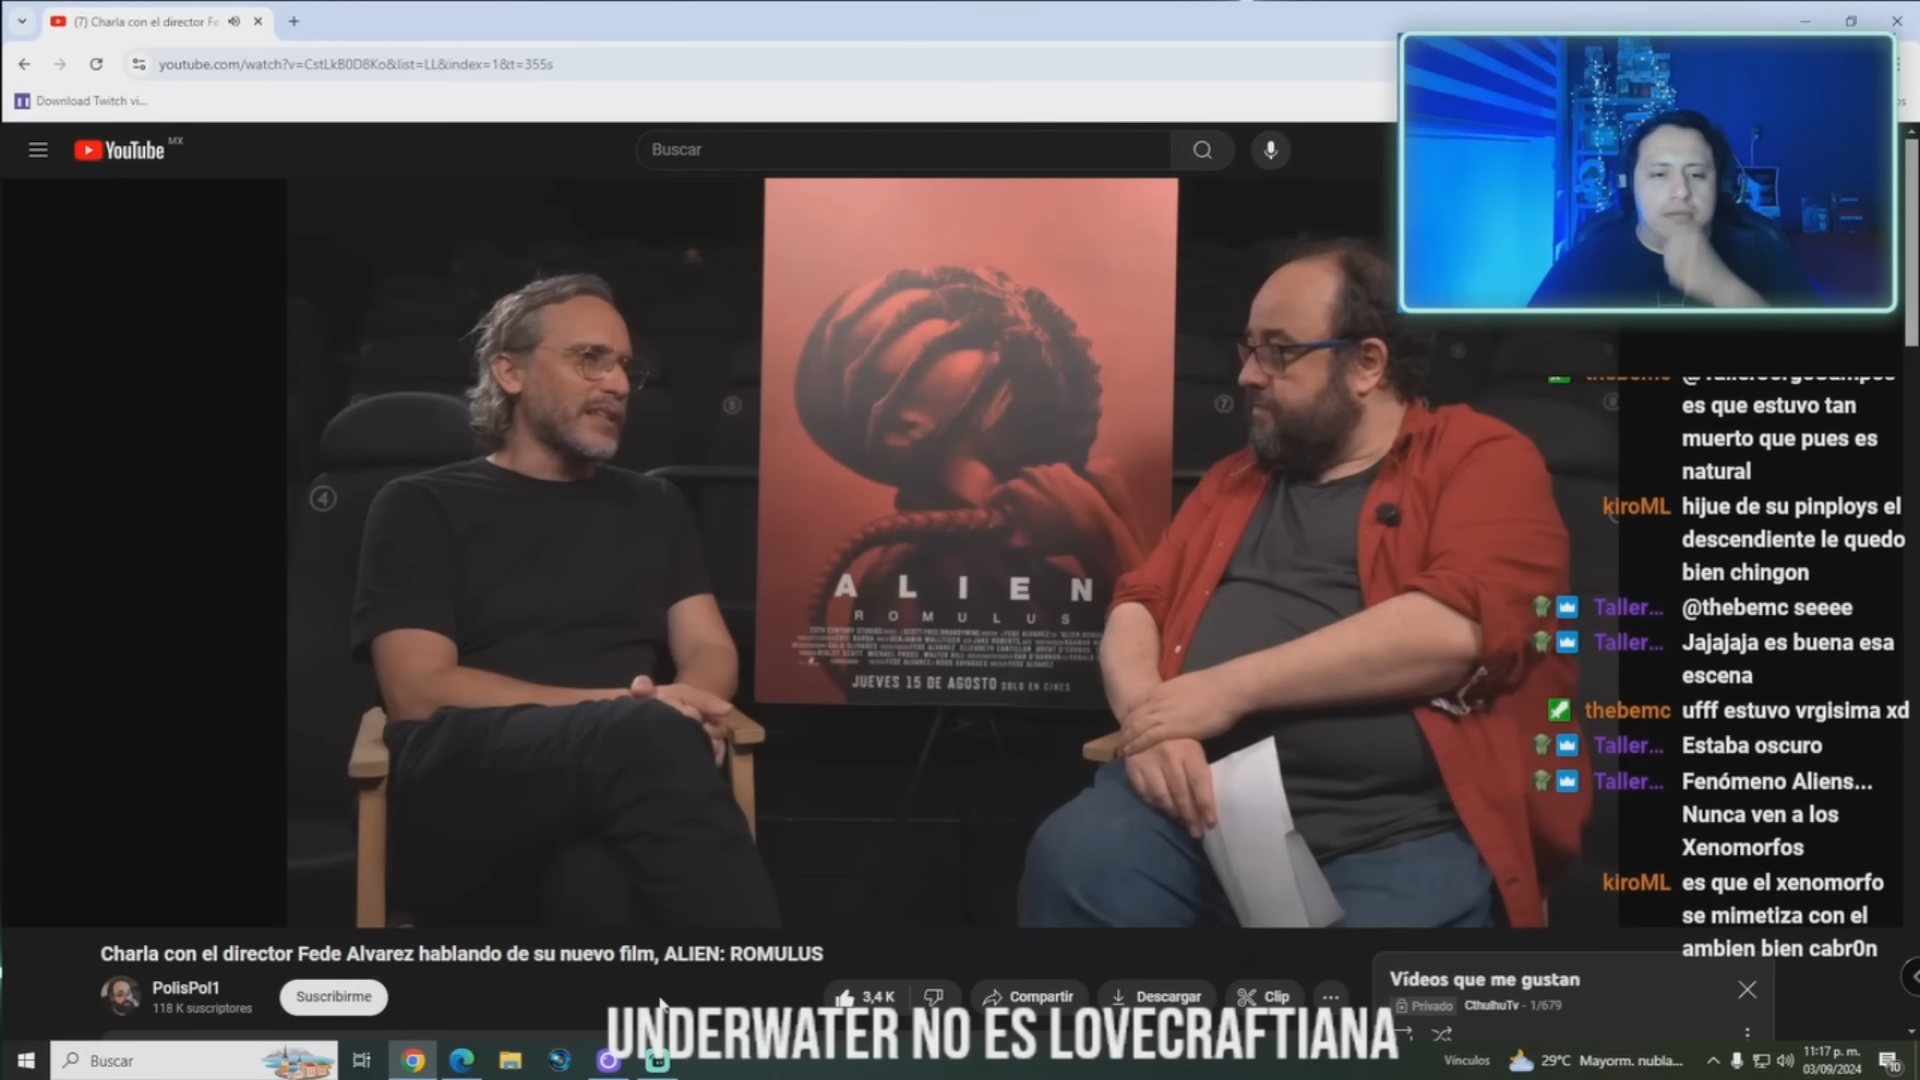 (7) Charla con el director Fe
youtube.com/watch?v=CstLkB0D8Ko&list=LL&index=1&t=355s
Download Twitch vi...
YouTube MX
Buscar
4
ALIEN
ROMULUS
JUEVES 15 DE AGOSTO SOLO EN CINES
es que estuvo tan
muerto que pues es
natural
kiroML hijue de su pinploys el
descendiente le quedo
bien chingon
Taller... @thebemc seeee
Taller... Jajajaja es buena esa
escena
thebemc ufff estuvo vrgisima xd
Taller... Estaba oscuro
Taller... Fenómeno Aliens...
Nunca ven a los
Xenomorfos
kiroML es que el xenomorfo
se mimetiza con el
ambien bien cabr0n
Charla con el director Fede Alvarez hablando de su nuevo film, ALIEN: ROMULUS
PolisPol1
118 K suscriptores
Suscribirme
3,4 K
Compartir
Descargar
Clip
Vídeos que me gustan
Privado CthulhuTv - 1/679
UNDERWATER NO ES LOVECRAFTIANA
Buscar
Vínculos
29°C Mayorm. nubla...
11:17 p. m.
03/09/2024
10